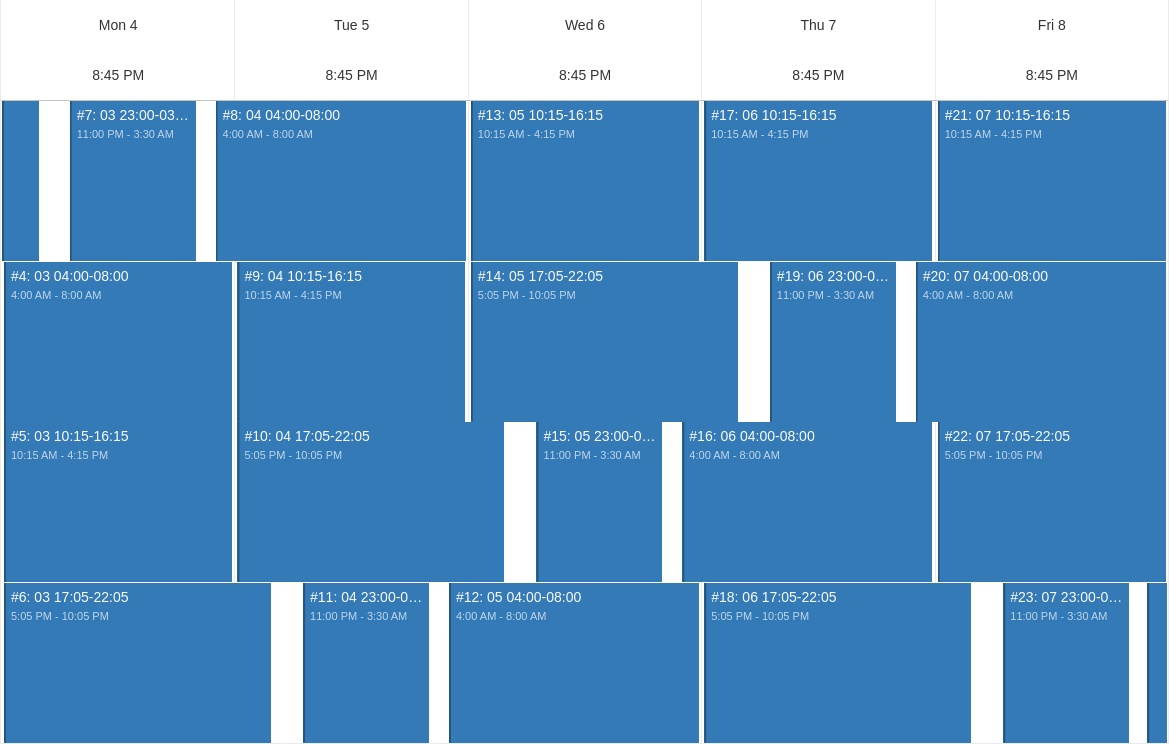 Mon 4
Tue 5
Wed 6
Thu 7
Fri 8
8:45 PM
8:45 PM
8:45 PM
8:45 PM
8:45 PM
#7: 03 23:00-03…
11:00 PM - 3:30 AM
#8: 04 04:00-08:00
4:00 AM - 8:00 AM
#13: 05 10:15-16:15
10:15 AM - 4:15 PM
#17: 06 10:15-16:15
10:15 AM - 4:15 PM
#21: 07 10:15-16:15
10:15 AM - 4:15 PM
#4: 03 04:00-08:00
4:00 AM - 8:00 AM
#9: 04 10:15-16:15
10:15 AM - 4:15 PM
#14: 05 17:05-22:05
5:05 PM - 10:05 PM
#19: 06 23:00-0…
11:00 PM - 3:30 AM
#20: 07 04:00-08:00
4:00 AM - 8:00 AM
#5: 03 10:15-16:15
10:15 AM - 4:15 PM
#10: 04 17:05-22:05
5:05 PM - 10:05 PM
#15: 05 23:00-0…
11:00 PM - 3:30 AM
#16: 06 04:00-08:00
4:00 AM - 8:00 AM
#22: 07 17:05-22:05
5:05 PM - 10:05 PM
#6: 03 17:05-22:05
5:05 PM - 10:05 PM
#11: 04 23:00-0…
11:00 PM - 3:30 AM
#12: 05 04:00-08:00
4:00 AM - 8:00 AM
#18: 06 17:05-22:05
5:05 PM - 10:05 PM
#23: 07 23:00-0…
11:00 PM - 3:30 AM